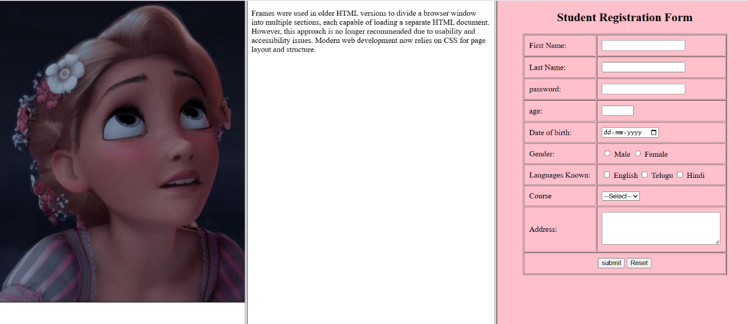 Frames were used in older HTML versions to divide a browser window
into multiple sections, each capable of loading a separate HTML document.
However, this approach is no longer recommended due to usability and
accessibility issues. Modern web development now relies on CSS for page
layout and structure.
Student Registration Form
First Name:
Last Name:
password:
age:
Date of birth: dd-mm-yyyy
Gender: Male Female
Languages Known: English Telugu Hindi
Course --Select--
Address:
submit Reset